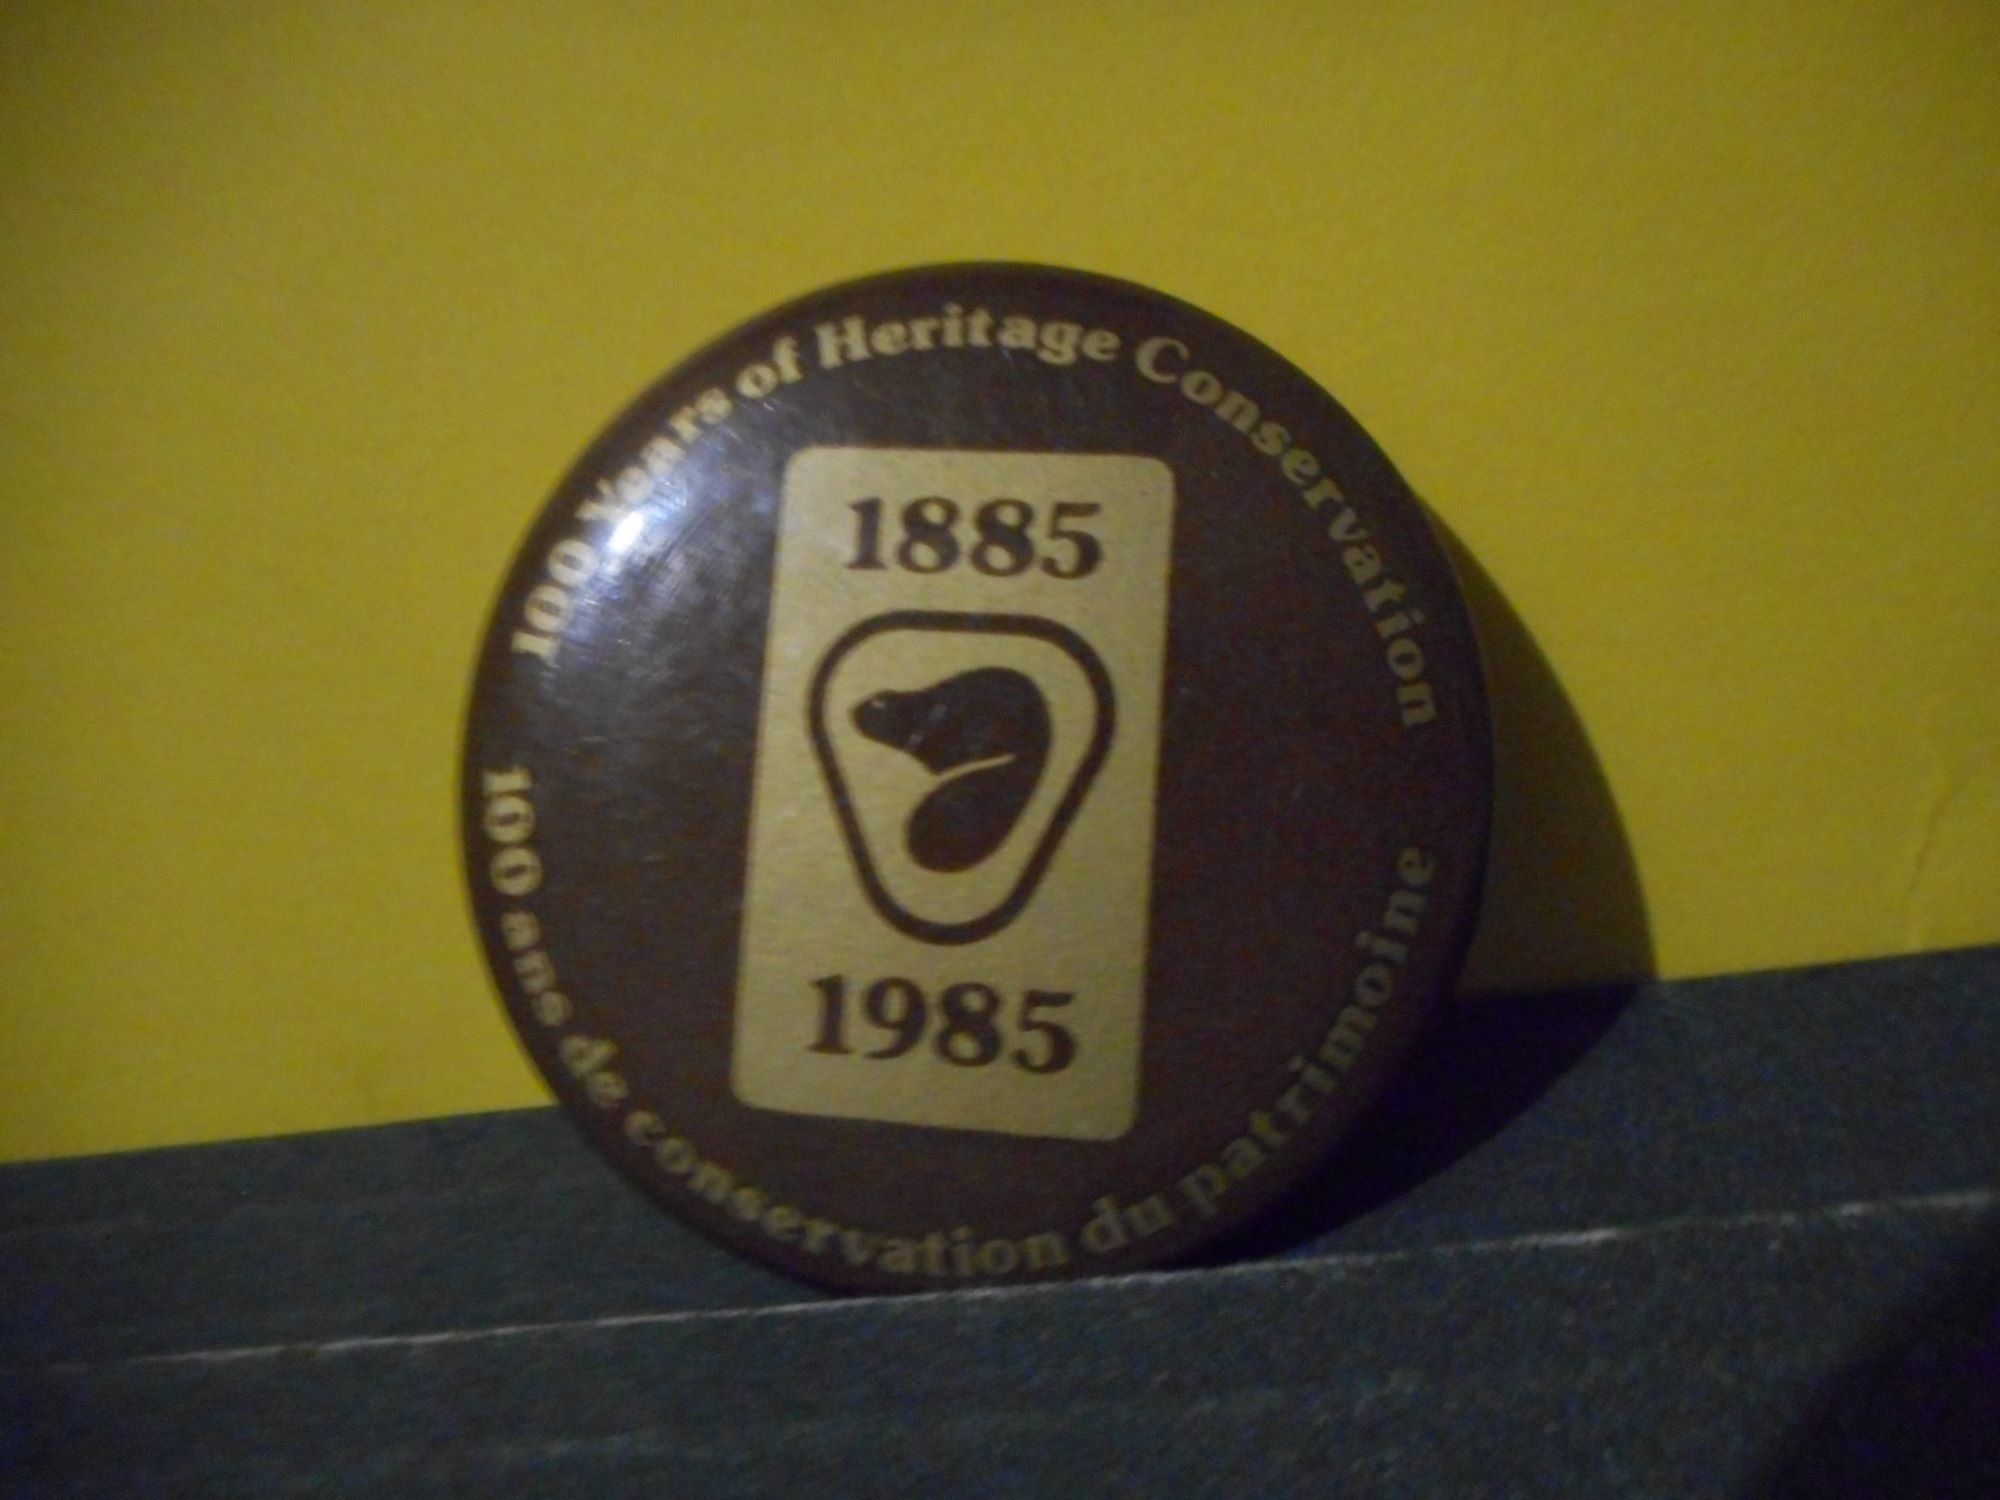 100 Years of Heritage Conservation
1885
1985
100 ans de conservation du patrimoine